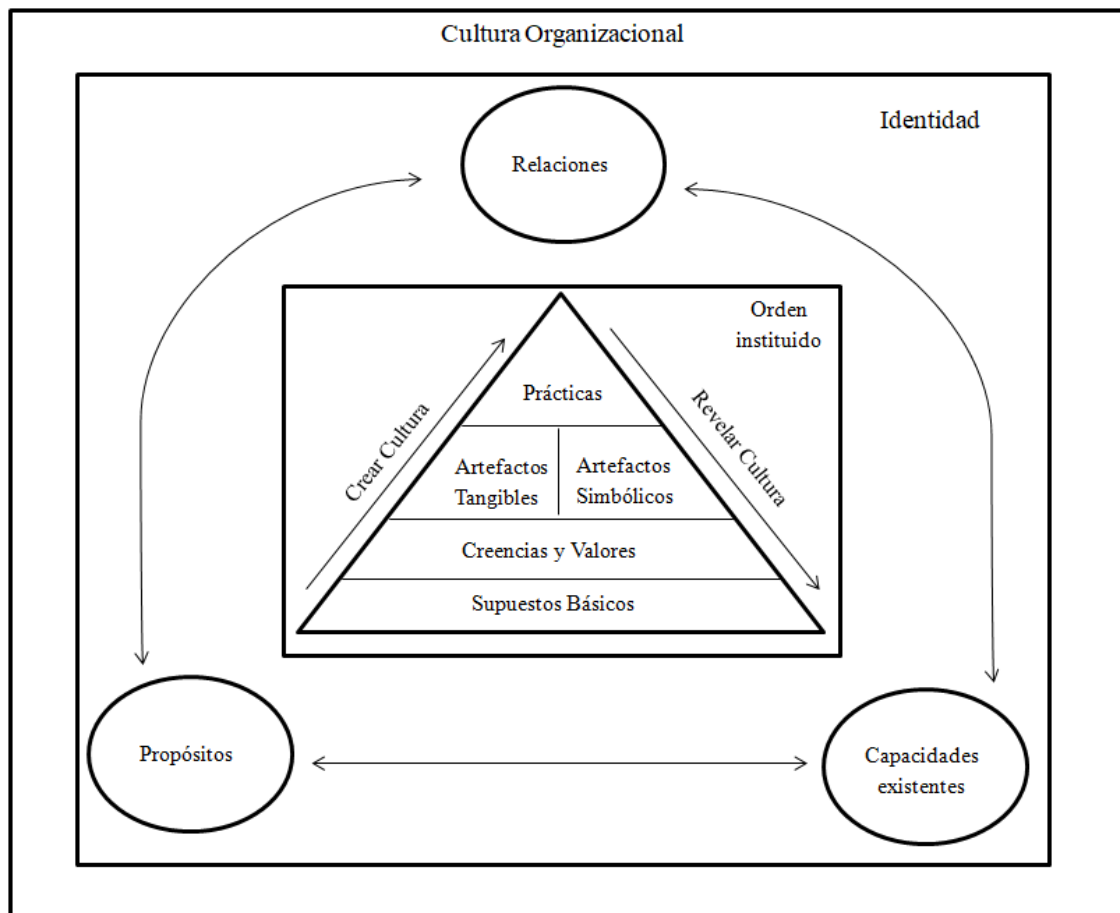 Cultura Organizacional
Identidad
Relaciones
Orden
instituido
Crear Cultura
Revelar Cultura
Prácticas
Artefactos
Tangibles
Artefactos
Simbólicos
Creencias y Valores
Supuestos Básicos
Propósitos
Capacidades
existentes